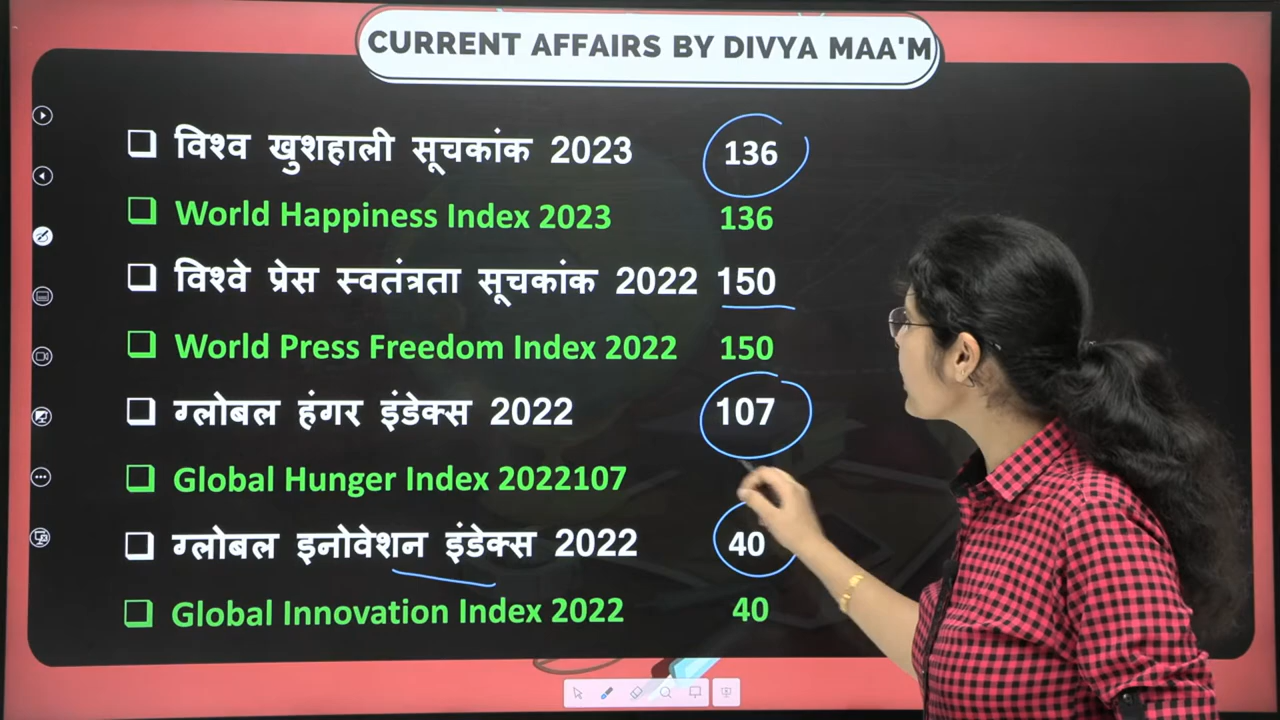 CURRENT AFFAIRS BY DIVYA MAA'M
विश्व खुशहाली सूचकांक 2023 136
World Happiness Index 2023 136
विश्वे प्रेस स्वतंत्रता सूचकांक 2022 150
World Press Freedom Index 2022 150
ग्लोबल हंगर इंडेक्स 2022 107
Global Hunger Index 2022107
ग्लोबल इनोवेशन इंडेक्स 2022 40
Global Innovation Index 2022 40